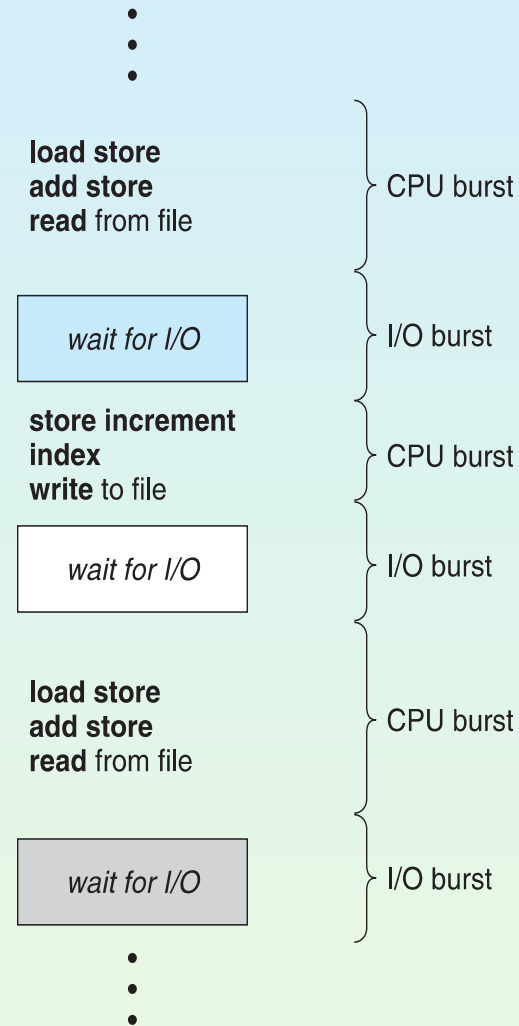 load store
add store
read from file
CPU burst
wait for I/O
I/O burst
store increment
index
write to file
CPU burst
wait for I/O
I/O burst
load store
add store
read from file
CPU burst
wait for I/O
I/O burst